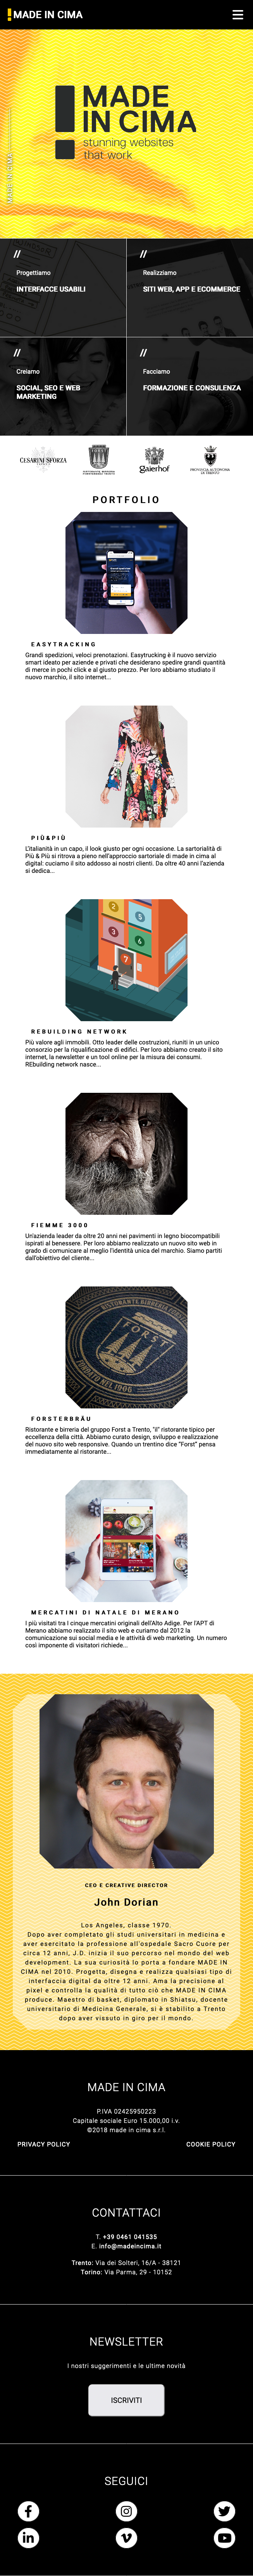 MADE IN CIMA
MADE
IN CIMA
stunning websites
that work
MADE IN CIMA
//
Progettiamo
INTERFACCE USABILI
//
Realizziamo
SITI WEB, APP E ECOMMERCE
//
Creiamo
SOCIAL, SEO E WEB
MARKETING
//
Facciamo
FORMAZIONE E CONSULENZA
CESARINI SFORZA
Gaierhof
PROVINCIA AUTONOMA
DI TRENTO
PORTFOLIO
EASYTRACKING
Grandi spedizioni, veloci prenotazioni. Easytrucking è il nuovo servizio
smart ideato per aziende e privati che desiderano spedire grandi quantità
di merce in pochi click e al giusto prezzo. Per loro abbiamo studiato il
nuovo marchio, il sito internet...
PIÙ&PIÙ
L'italianità in un capo, il look giusto per ogni occasione. La sartorialità di
Più & Più si ritrova a pieno nell'approccio sartoriale di made in cima al
digital: cuciamo il sito addosso ai nostri clienti. Da oltre 40 anni l'azienda
si dedica...
2
5
6
3
7
REBUILDING NETWORK
Più valore agli immobili. Otto leader delle costruzioni, riuniti in un unico
consorzio per la riqualificazione di edifici. Per loro abbiamo creato il sito
internet, la newsletter e un tool online per la misura dei consumi.
REbuilding network nasce...
FIEMME 3000
Un'azienda leader da oltre 20 anni nei pavimenti in legno biocompatibili
ispirati al benessere. Per loro abbiamo realizzato un nuovo sito web in
grado di comunicare al meglio l'identità unica del marchio. Siamo partiti
dall'obiettivo del cliente...
RISTORANTE BIRRERIA
FORST
FONDATO NEL 1906
FORSTERBRÄU
Ristorante e birreria del gruppo Forst a Trento, "il" ristorante tipico per
eccellenza della città. Abbiamo curato design, sviluppo e realizzazione
del nuovo sito web responsive. Quando un trentino dice "Forst" pensa
immediatamente al ristorante...
MERCATINI DI NATALE DI MERANO
I più visitati tra I cinque mercatini originali dell'Alto Adige. Per l'APT di
Merano abbiamo realizzato il sito web e curiamo dal 2012 la
comunicazione sui social media e le attività di web marketing. Un numero
così imponente di visitatori richiede...
CEO E CREATIVE DIRECTOR
John Dorian
Los Angeles, classe 1970.
Dopo aver completato gli studi universitari in medicina e
aver esercitato la professione all'ospedale Sacro Cuore per
circa 12 anni, J.D. inizia il suo percorso nel mondo del web
development. La sua curiosità lo porta a fondare MADE IN
CIMA nel 2010. Progetta, disegna e realizza qualsiasi tipo di
interfaccia digital da oltre 12 anni. Ama la precisione al
pixel e controlla la qualità di tutto ciò che MADE IN CIMA
produce. Maestro di basket, diplomato in Shiatsu, docente
universitario di Medicina Generale, si è stabilito a Trento
dopo aver vissuto in giro per il mondo.
MADE IN CIMA
P.IVA 02425950223
Capitale sociale Euro 15.000,00 i.v.
©2018 made in cima s.r.l.
PRIVACY POLICY
COOKIE POLICY
CONTATTACI
T. +39 0461 041535
E. info@madeincima.it
Trento: Via dei Solteri, 16/A - 38121
Torino: Via Parma, 29 - 10152
NEWSLETTER
I nostri suggerimenti e le ultime novità
ISCRIVITI
SEGUICI